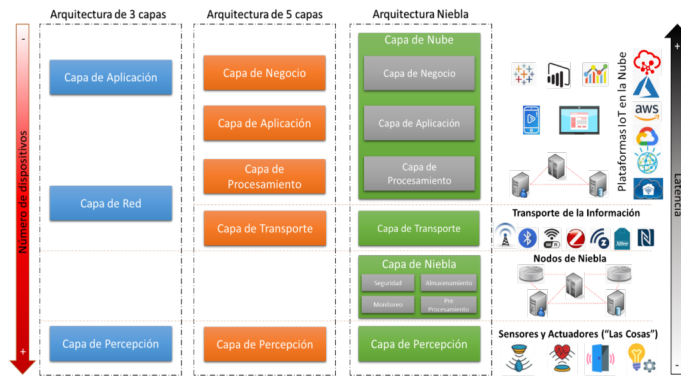 Arquitectura de 3 capas
Arquitectura de 5 capas
Arquitectura Niebla
-
Número de dispositivos
+
Capa de Aplicación
Capa de Red
Capa de Percepción
Capa de Negocio
Capa de Aplicación
Capa de
Procesamiento
Capa de Transporte
Capa de Percepción
Capa de Nube
Capa de Negocio
Capa de Aplicación
Capa de
Procesamiento
Capa de Transporte
Capa de Niebla
Seguridad
Almacenamiento
Monitoreo
Pre
Procesamiento
Capa de Percepción
Plataformas IoT en la Nube
aws
Transporte de la Información
Nodos de Niebla
Sensores y Actuadores ("Las Cosas")
+
Latencia
-